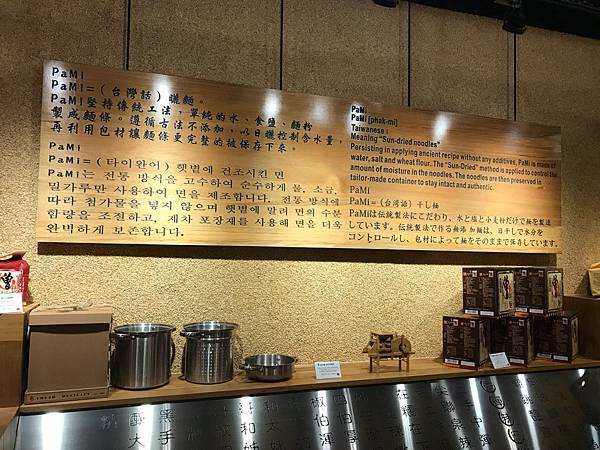 PaMi
PaMi=(台灣話)曬麵。
PaMi堅持傳統工法,單純的水、食鹽、麵粉
製成麵條。遵循古法不添加,以日曬控制含水量,
再利用包材讓麵條更完整的被保存下來。
PaMi
PaMi=(타이완어) 햇볕에 건조시킨 면
PaMi는 전통 방식을 고수하여 순수하게 물, 소금,
밀가루만 사용하여 면을 제조합니다. 전통 방식에
따라 첨가물을 넣지 않으며 햇볕에 말려 면의 수분
함량을 조절하고, 제차 포장재를 사용해 면을 더욱
완벽하게 보존합니다.
PaMi
PaMi [phak-mi]
Taiwanese :
Meaning “Sun-dried noodles”
Persisting in applying ancient recipe without any additives, PaMi is made of
water, salt and wheat flour. The “Sun-Dried” method is applied to control the
amount of moisture in the noodles. The noodles are then preserved in
tailor-made container to stay intact and authentic.
PaMi
PaMi=(台湾語)干し麺
PaMiは伝統製法にこだわり、水と塩と小麦粉だけで麺を製造
しています。伝統製法で作る無添加麺は、日干しで水分を
コントロールし、包材によって麺をそのままで保存しています。
曾